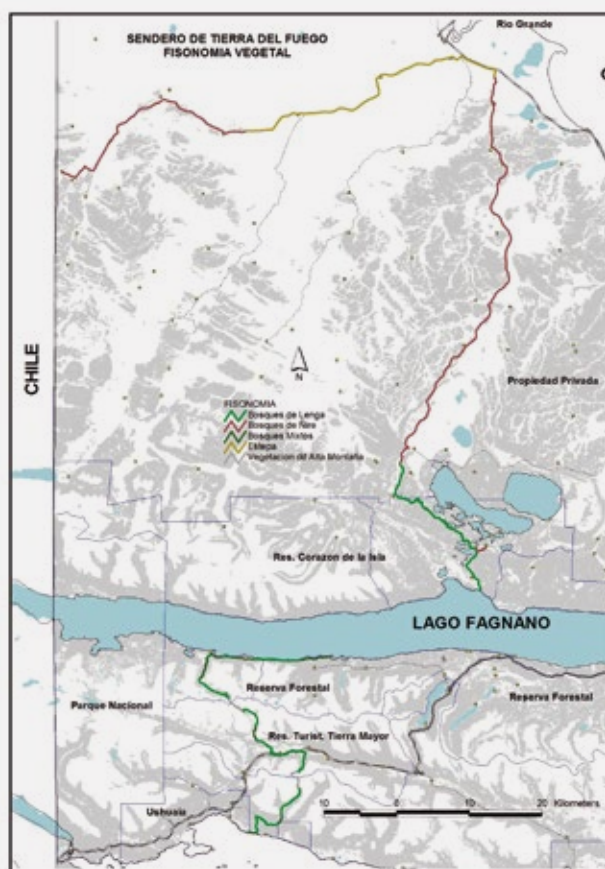 Rio Grande
SENDERO DE TIERRA DEL FUEGO
FISONOMIA VEGETAL
CHILE
Propiedad Privada
N
FISONOMIA
Bosques de Lenga
Bosques de Ñire
Bosques Mixtos
Estepa
Vegetacion de Alta Montaña
Res. Corazon de la Isla
LAGO FAGNANO
Reserva Forestal
Reserva Forestal
Parque Nacional
Res. Turist. Tierra Mayor
Ushuaia
10 0 10 20 Kilometers